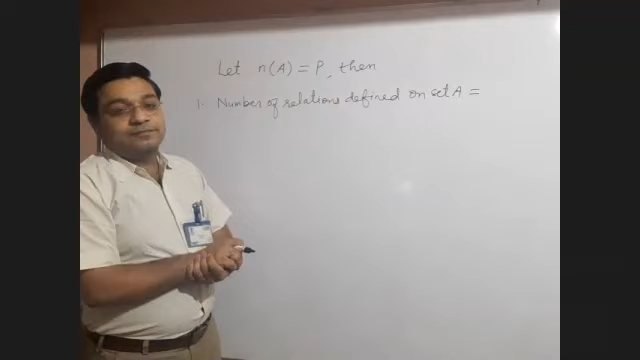 Let n(A) = P, then
1. Number of relations defined on set A =